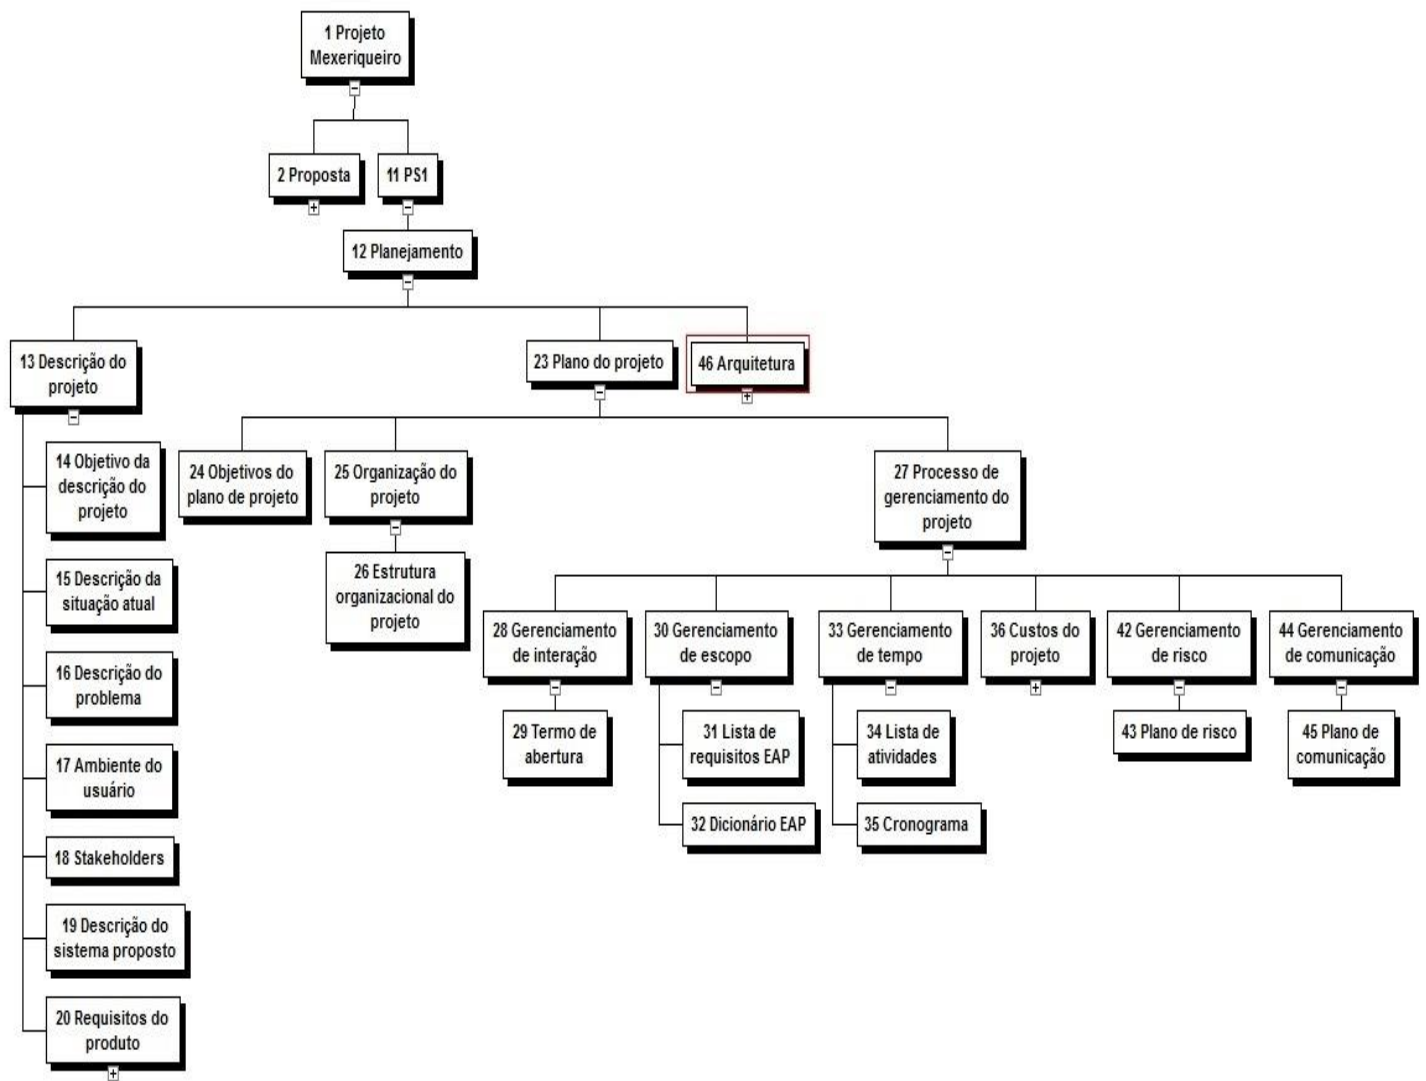 1 Projeto
Mexeriqueiro
2 Proposta
11 PS1
12 Planejamento
13 Descrição do
projeto
23 Plano do projeto
46 Arquitetura
14 Objetivo da
descrição do
projeto
24 Objetivos do
plano de projeto
25 Organização do
projeto
27 Processo de
gerenciamento do
projeto
26 Estrutura
organizacional do
projeto
15 Descrição da
situação atual
28 Gerenciamento
de interação
30 Gerenciamento
de escopo
33 Gerenciamento
de tempo
36 Custos do
projeto
42 Gerenciamento
de risco
44 Gerenciamento
de comunicação
16 Descrição do
problema
29 Termo de
abertura
31 Lista de
requisitos EAP
34 Lista de
atividades
43 Plano de risco
45 Plano de
comunicação
17 Ambiente do
usuário
32 Dicionário EAP
35 Cronograma
18 Stakeholders
19 Descrição do
sistema proposto
20 Requisitos do
produto